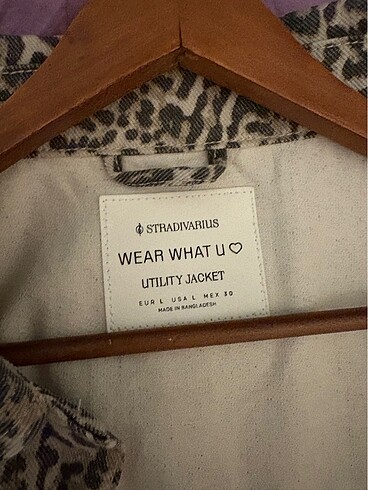 STRADIVARIUS
WEAR WHAT U ♡
UTILITY JACKET
EUR L USA L MEX 30
MADE IN BANGLADESH